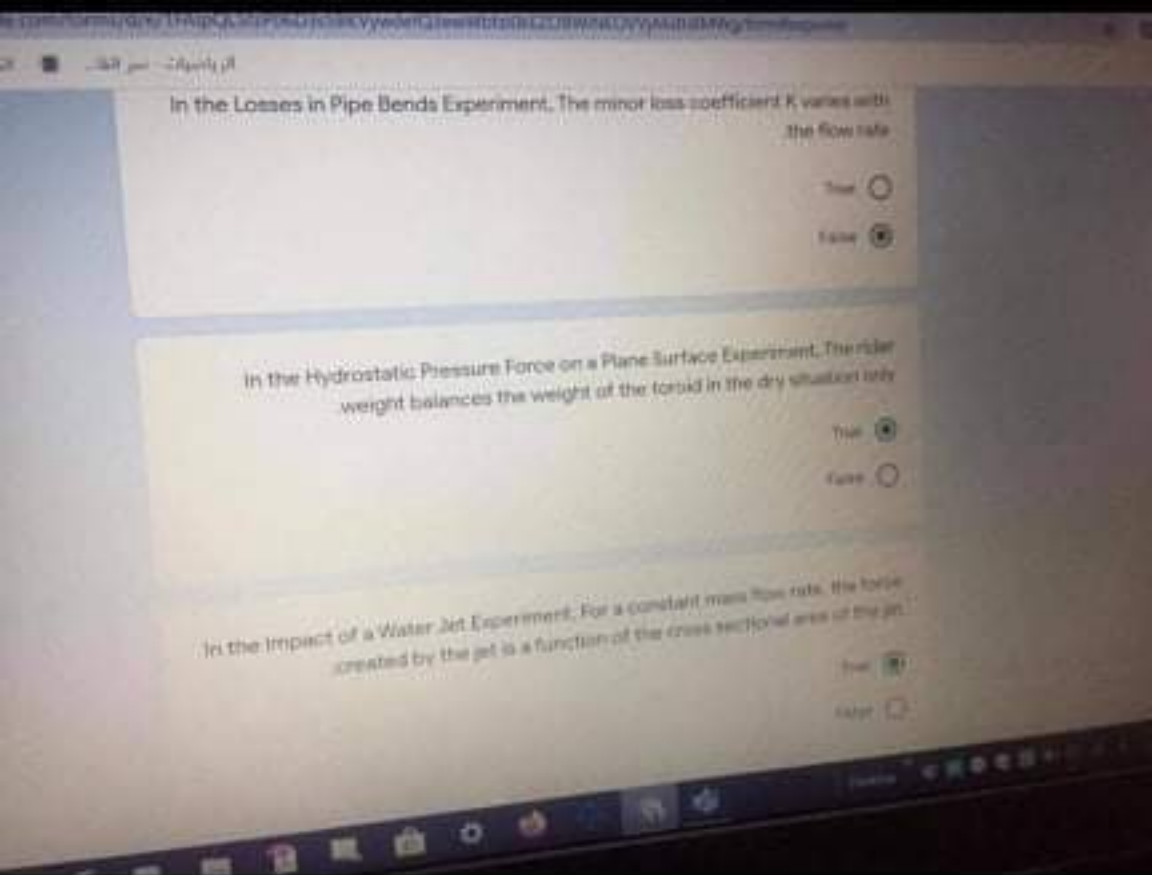 الرياضيات
In the Losses in Pipe Bends Experiment, The minor loss coefficient K varies with
the flow rate
True
False
In the Hydrostatic Pressure Force on a Plane Surface Experiment, The rider
weight balances the weight of the toroid in the dry situation only
True
False
In the Impact of a Water Jet Experiment, For a constant mass flow rate, the force
created by the jet is a function of the cross sectional area of the jet
True
False